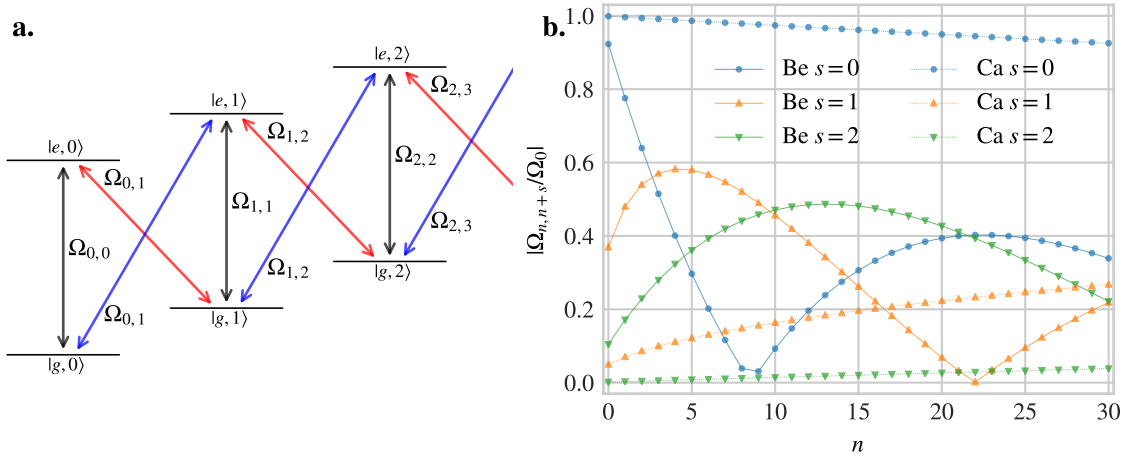 a.
|e, 2⟩
Ω2,3
|e, 1⟩
Ω1,2
Ω2,2
|e, 0⟩
Ω0,1
Ω1,1
Ω2,3
Ω0,0
Ω1,2
|g, 2⟩
Ω0,1
|g, 1⟩
|g, 0⟩
b.
|Ωn, n + s/Ω0|
1.0
0.8
0.6
0.4
0.2
0.0
Be s = 0
Be s = 1
Be s = 2
Ca s = 0
Ca s = 1
Ca s = 2
0 5 10 15 20 25 30
n